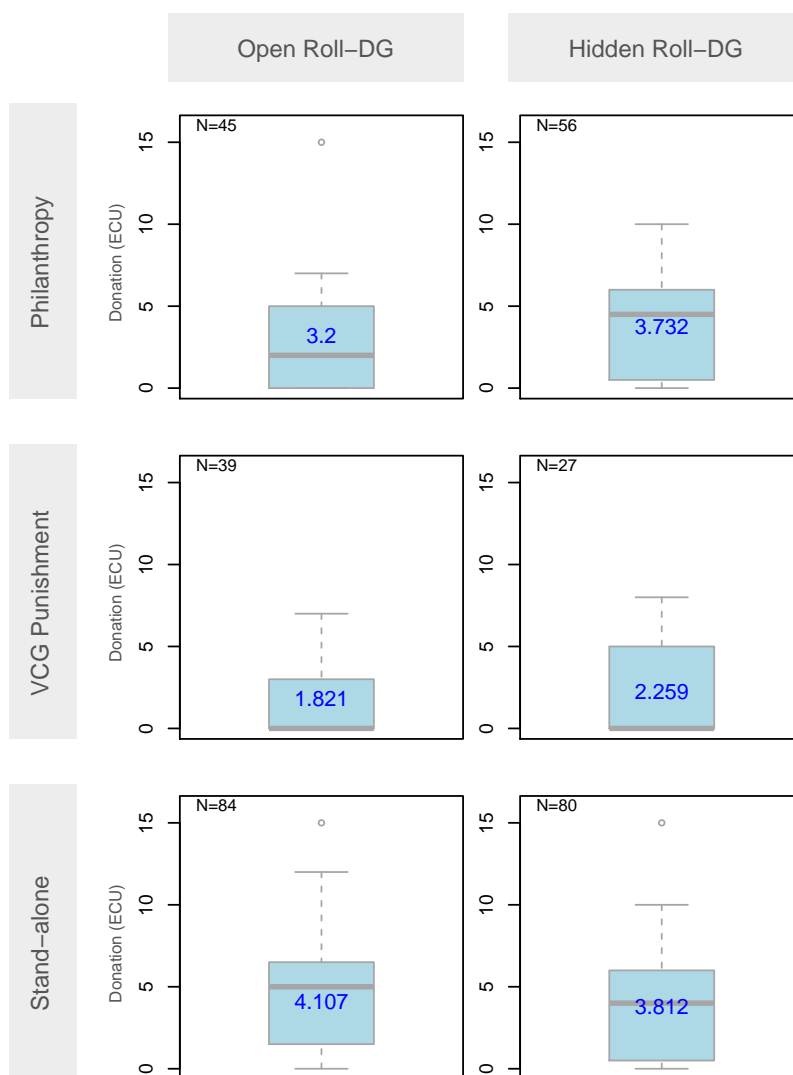 Open Roll−DG
Hidden Roll−DG
Philanthropy
Donation (ECU)
0 5 10 15
N=45
3.2
0 5 10 15
N=56
3.732
VCG Punishment
Donation (ECU)
0 5 10 15
N=39
1.821
0 5 10 15
N=27
2.259
Stand−alone
Donation (ECU)
0 5 10 15
N=84
4.107
0 5 10 15
N=80
3.812